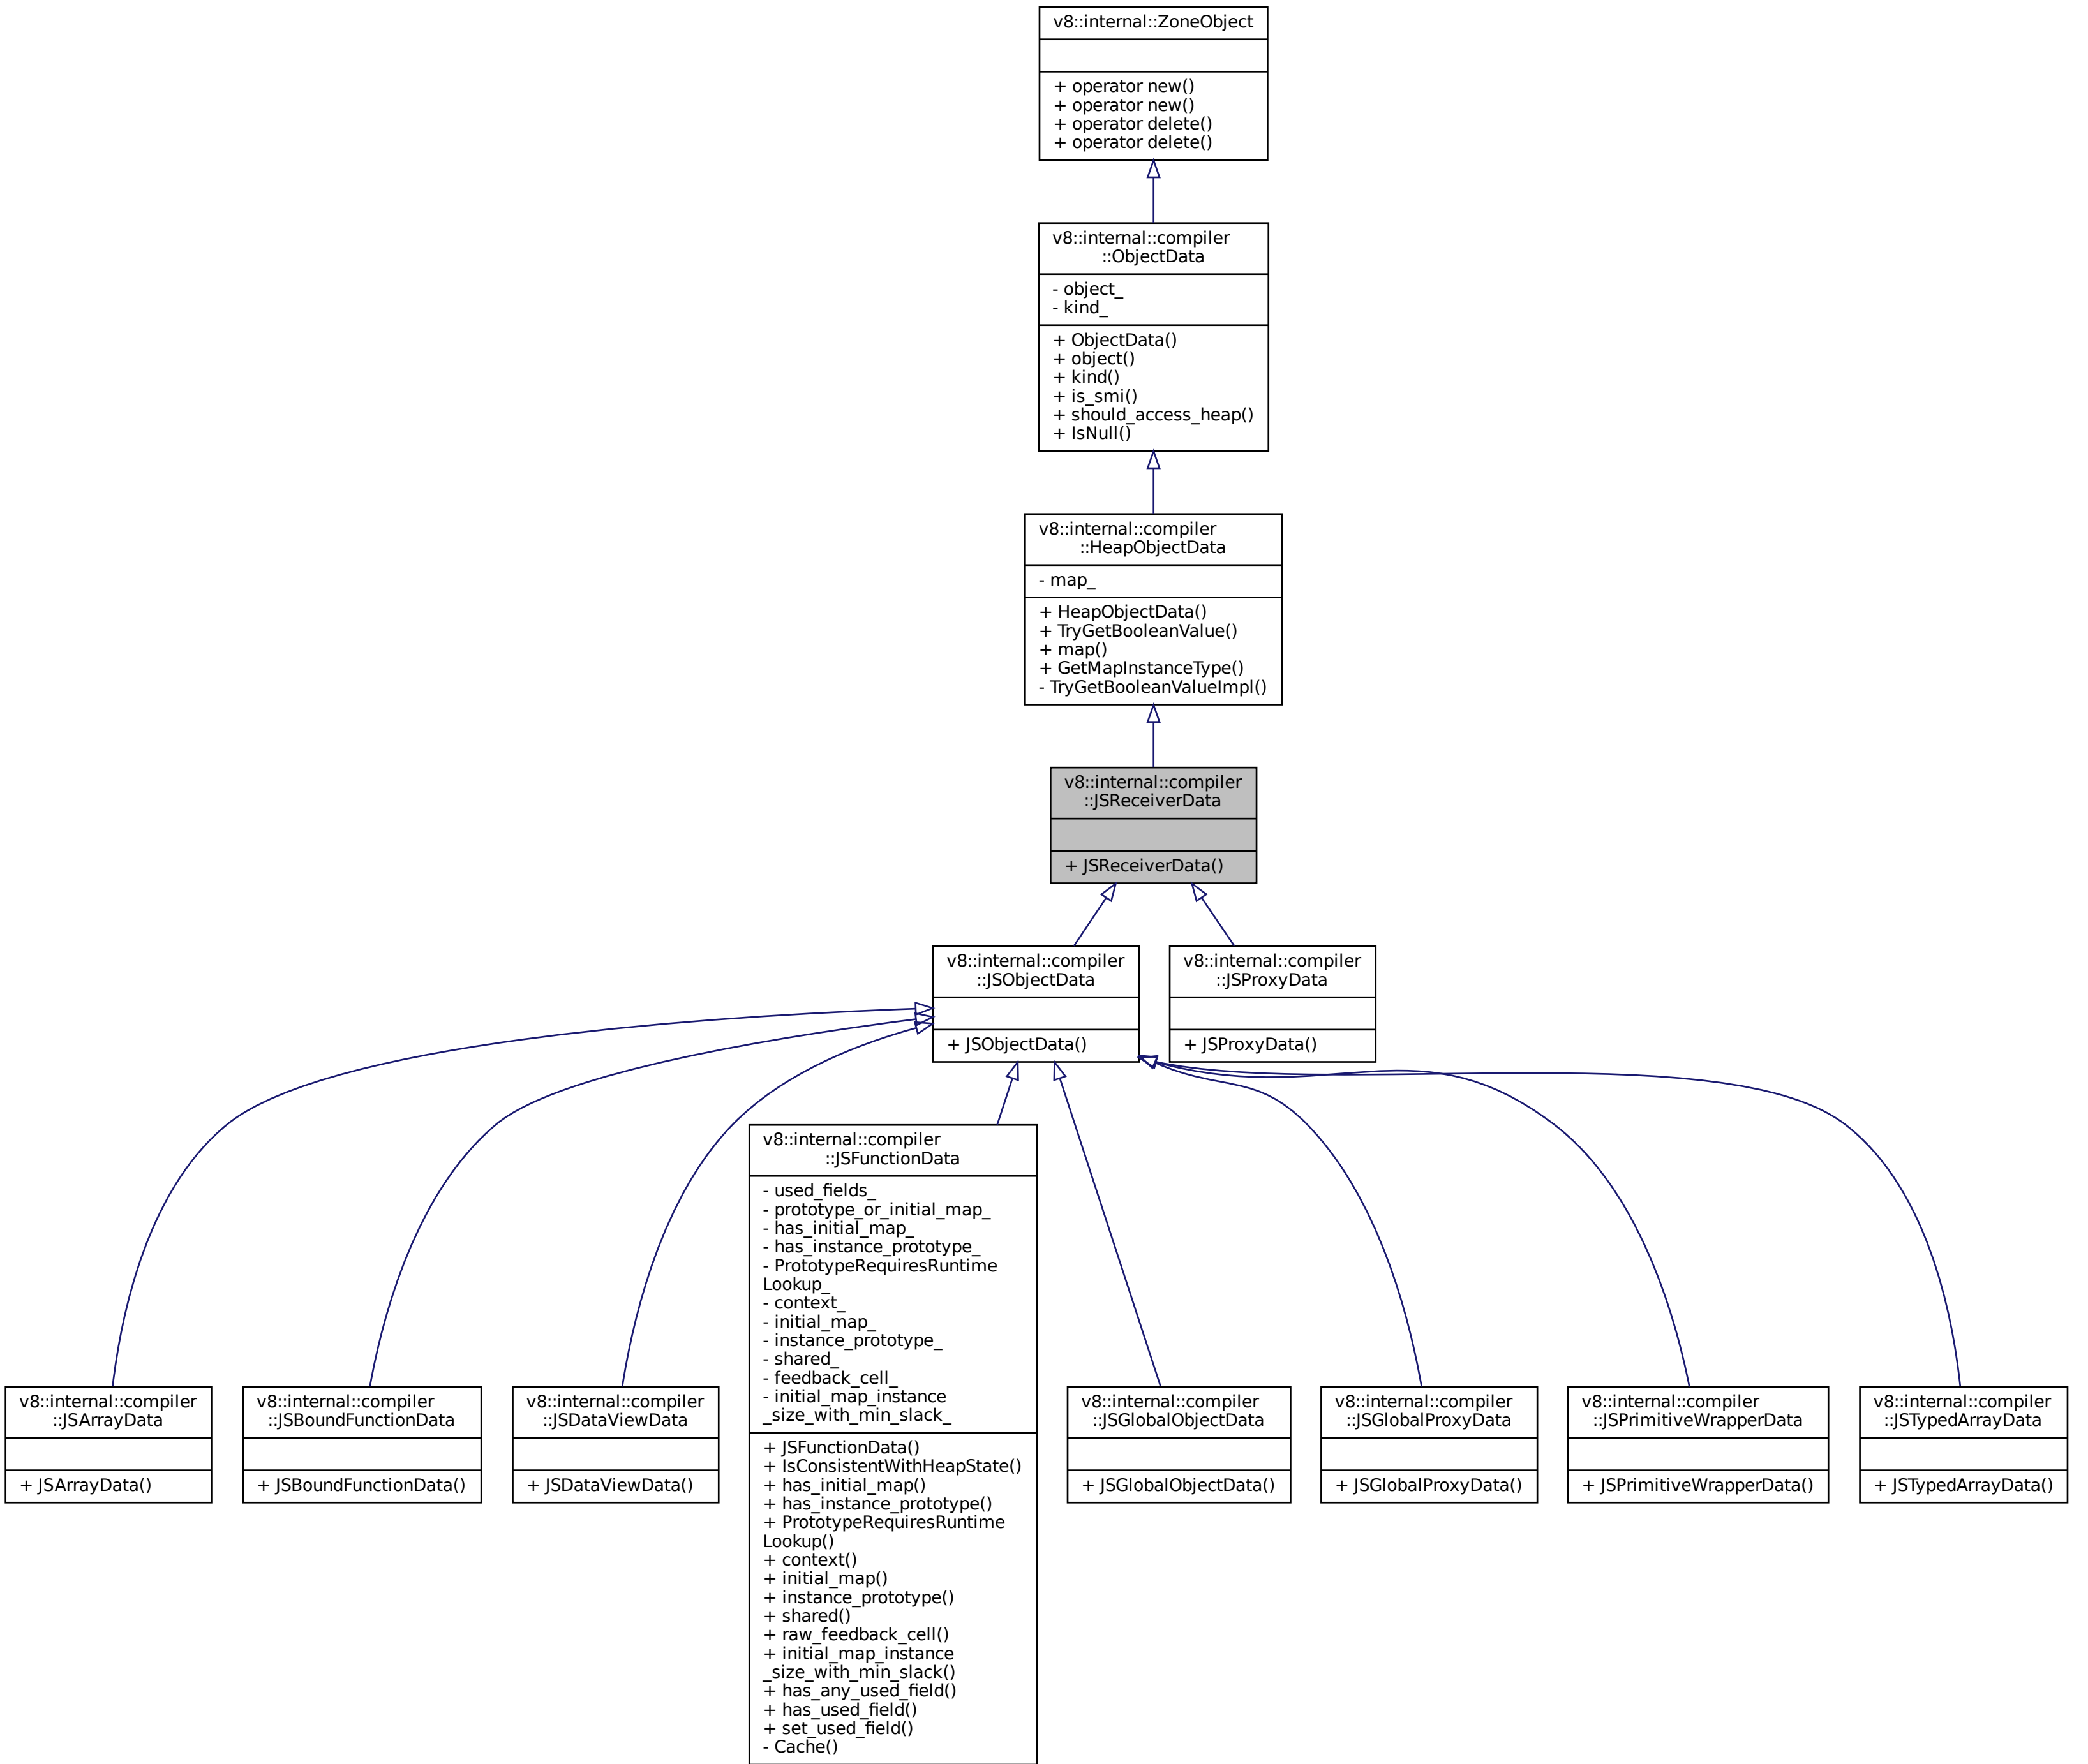 v8::internal::ZoneObject
+ operator new()
+ operator new()
+ operator delete()
+ operator delete()
v8::internal::compiler
::ObjectData
- object_
- kind_
+ ObjectData()
+ object()
+ kind()
+ is_smi()
+ should_access_heap()
+ IsNull()
v8::internal::compiler
::HeapObjectData
- map_
+ HeapObjectData()
+ TryGetBooleanValue()
+ map()
+ GetMapInstanceType()
- TryGetBooleanValueImpl()
v8::internal::compiler
::JSReceiverData
+ JSReceiverData()
v8::internal::compiler
::JSObjectData
+ JSObjectData()
v8::internal::compiler
::JSProxyData
+ JSProxyData()
v8::internal::compiler
::JSArrayData
+ JSArrayData()
v8::internal::compiler
::JSBoundFunctionData
+ JSBoundFunctionData()
v8::internal::compiler
::JSDataViewData
+ JSDataViewData()
v8::internal::compiler
::JSFunctionData
- used_fields_
- prototype_or_initial_map_
- has_initial_map_
- has_instance_prototype_
- PrototypeRequiresRuntime
Lookup_
- context_
- initial_map_
- instance_prototype_
- shared_
- feedback_cell_
- initial_map_instance
_size_with_min_slack_
+ JSFunctionData()
+ IsConsistentWithHeapState()
+ has_initial_map()
+ has_instance_prototype()
+ PrototypeRequiresRuntime
Lookup()
+ context()
+ initial_map()
+ instance_prototype()
+ shared()
+ raw_feedback_cell()
+ initial_map_instance
_size_with_min_slack()
+ has_any_used_field()
+ has_used_field()
+ set_used_field()
- Cache()
v8::internal::compiler
::JSGlobalObjectData
+ JSGlobalObjectData()
v8::internal::compiler
::JSGlobalProxyData
+ JSGlobalProxyData()
v8::internal::compiler
::JSPrimitiveWrapperData
+ JSPrimitiveWrapperData()
v8::internal::compiler
::JSTypedArrayData
+ JSTypedArrayData()